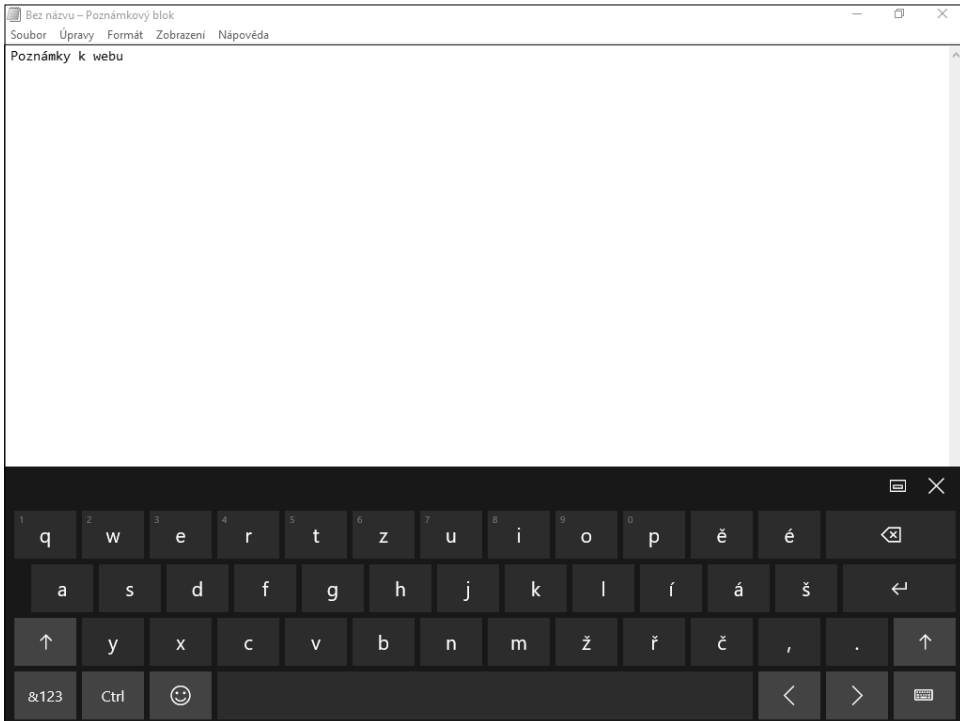 Bez názvu – Poznámkový blok
Soubor Úpravy Formát Zobrazení Nápověda
Poznámky k webu
1 2 3 4 5 6 7 8 9 0
q w e r t z u i o p ě é
a s d f g h j k l í á š
y x c v b n m ž ř č , .
&123 Ctrl